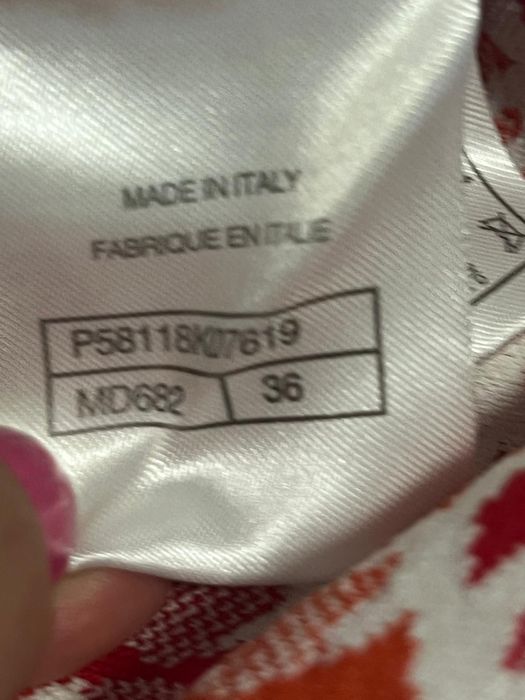 MADE IN ITALY
FABRIQUE EN ITALIE
P58118K07619
MD682 36